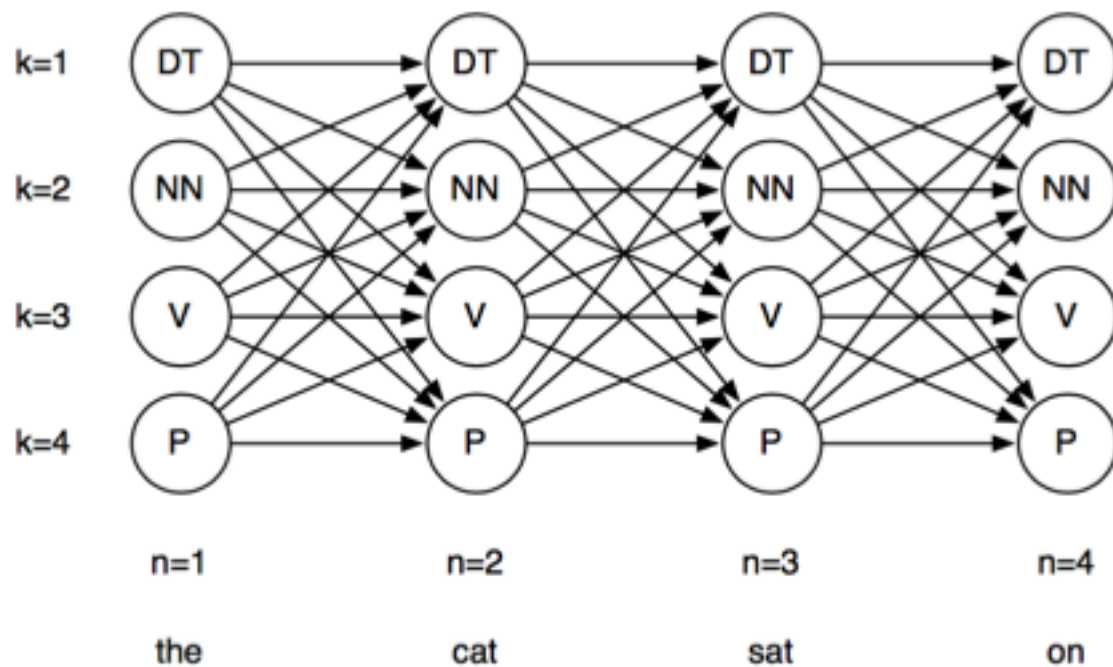 k=1 DT DT DT DT
k=2 NN NN NN NN
k=3 V V V V
k=4 P P P P
n=1 n=2 n=3 n=4
the cat sat on